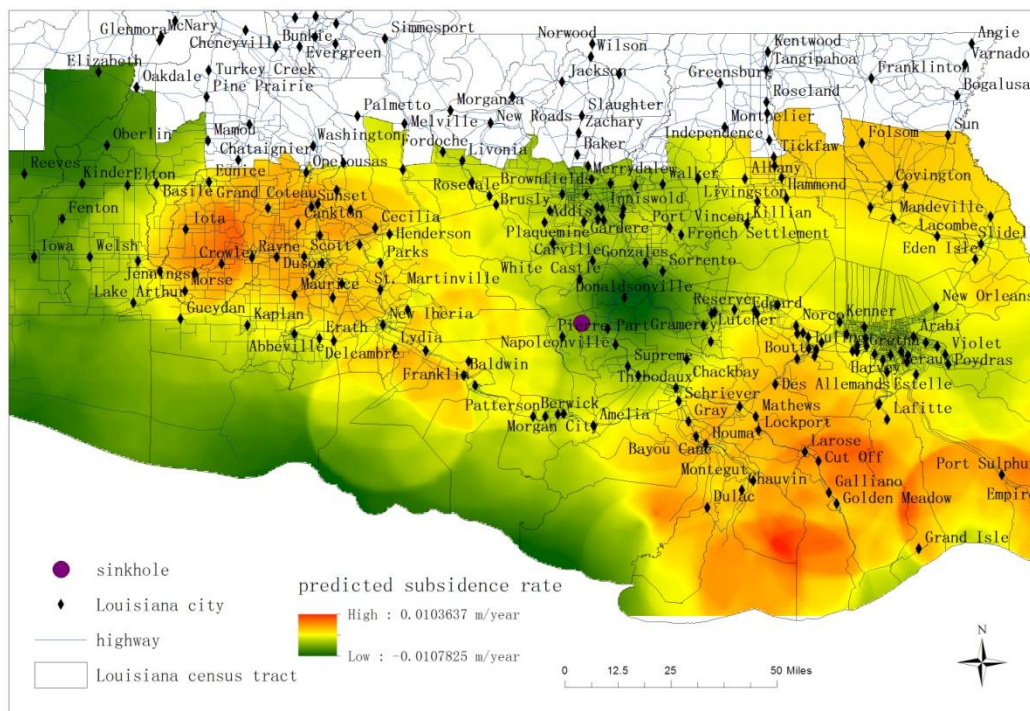 Simmesport
Norwood
Angie
Glenmora
McNary
Bunkie
Wilson
Kentwood
Varnado
Cheneyville
Evergreen
Tangipahoa
Elizabeth
Turkey Creek
Jackson
Greensburg
Franklinton
Oakdale
Pine Prairie
Bogalusa
Palmetto
Morganza
Slaughter
Roseland
Melville
New Roads
Zachary
Montpelier
Oberlin
Mamou
Washington
Fordoche
Independence
Folsom
Sun
Chataignier
Livonia
Baker
Tickfaw
Opelousas
Reeves
Eunice
Merrydale
Albany
Kinder
Elton
Rosedale
Brownfields
Walker
Hammond
Covington
Basile
Grand Coteau
Sunset
Brusly
Inniswold
Livingston
Fenton
Iota
Cankton
Cecilia
Addis
Port Vincent
Killian
Mandeville
Henderson
Plaquemine
Gardere
French Settlement
Lacombe
Slidell
Iowa
Welsh
Crowley
Rayne
Scott
Parks
Carville
Gonzales
Eden Isle
Jennings
Morse
Duson
White Castle
Sorrento
Maurice
St. Martinville
Donaldsonville
Lake Arthur
Gueydan
New Iberia
Reserve
Edgard
New Orleans
Kaplan
Erath
Pierre Part
Gramercy
Lutcher
Norco
Kenner
Arabi
Abbeville
Delcambre
Lydia
Napoleonville
Luling
Gretna
Violet
Baldwin
Supreme
Boutte
Harvey
Meraux
Poydras
Franklin
Thibodaux
Chackbay
Des Allemands
Estelle
Patterson
Berwick
Schriever
Morgan City
Amelia
Gray
Mathews
Lafitte
Lockport
Houma
Bayou Cane
Larose
Cut Off
Port Sulphur
Montegut
Chauvin
Galliano
Empire
Dulac
Golden Meadow
Grand Isle
sinkhole
predicted subsidence rate
Louisiana city
High : 0.0103637 m/year
highway
Low : -0.0107825 m/year
Louisiana census tract
N
0 12.5 25 50 Miles